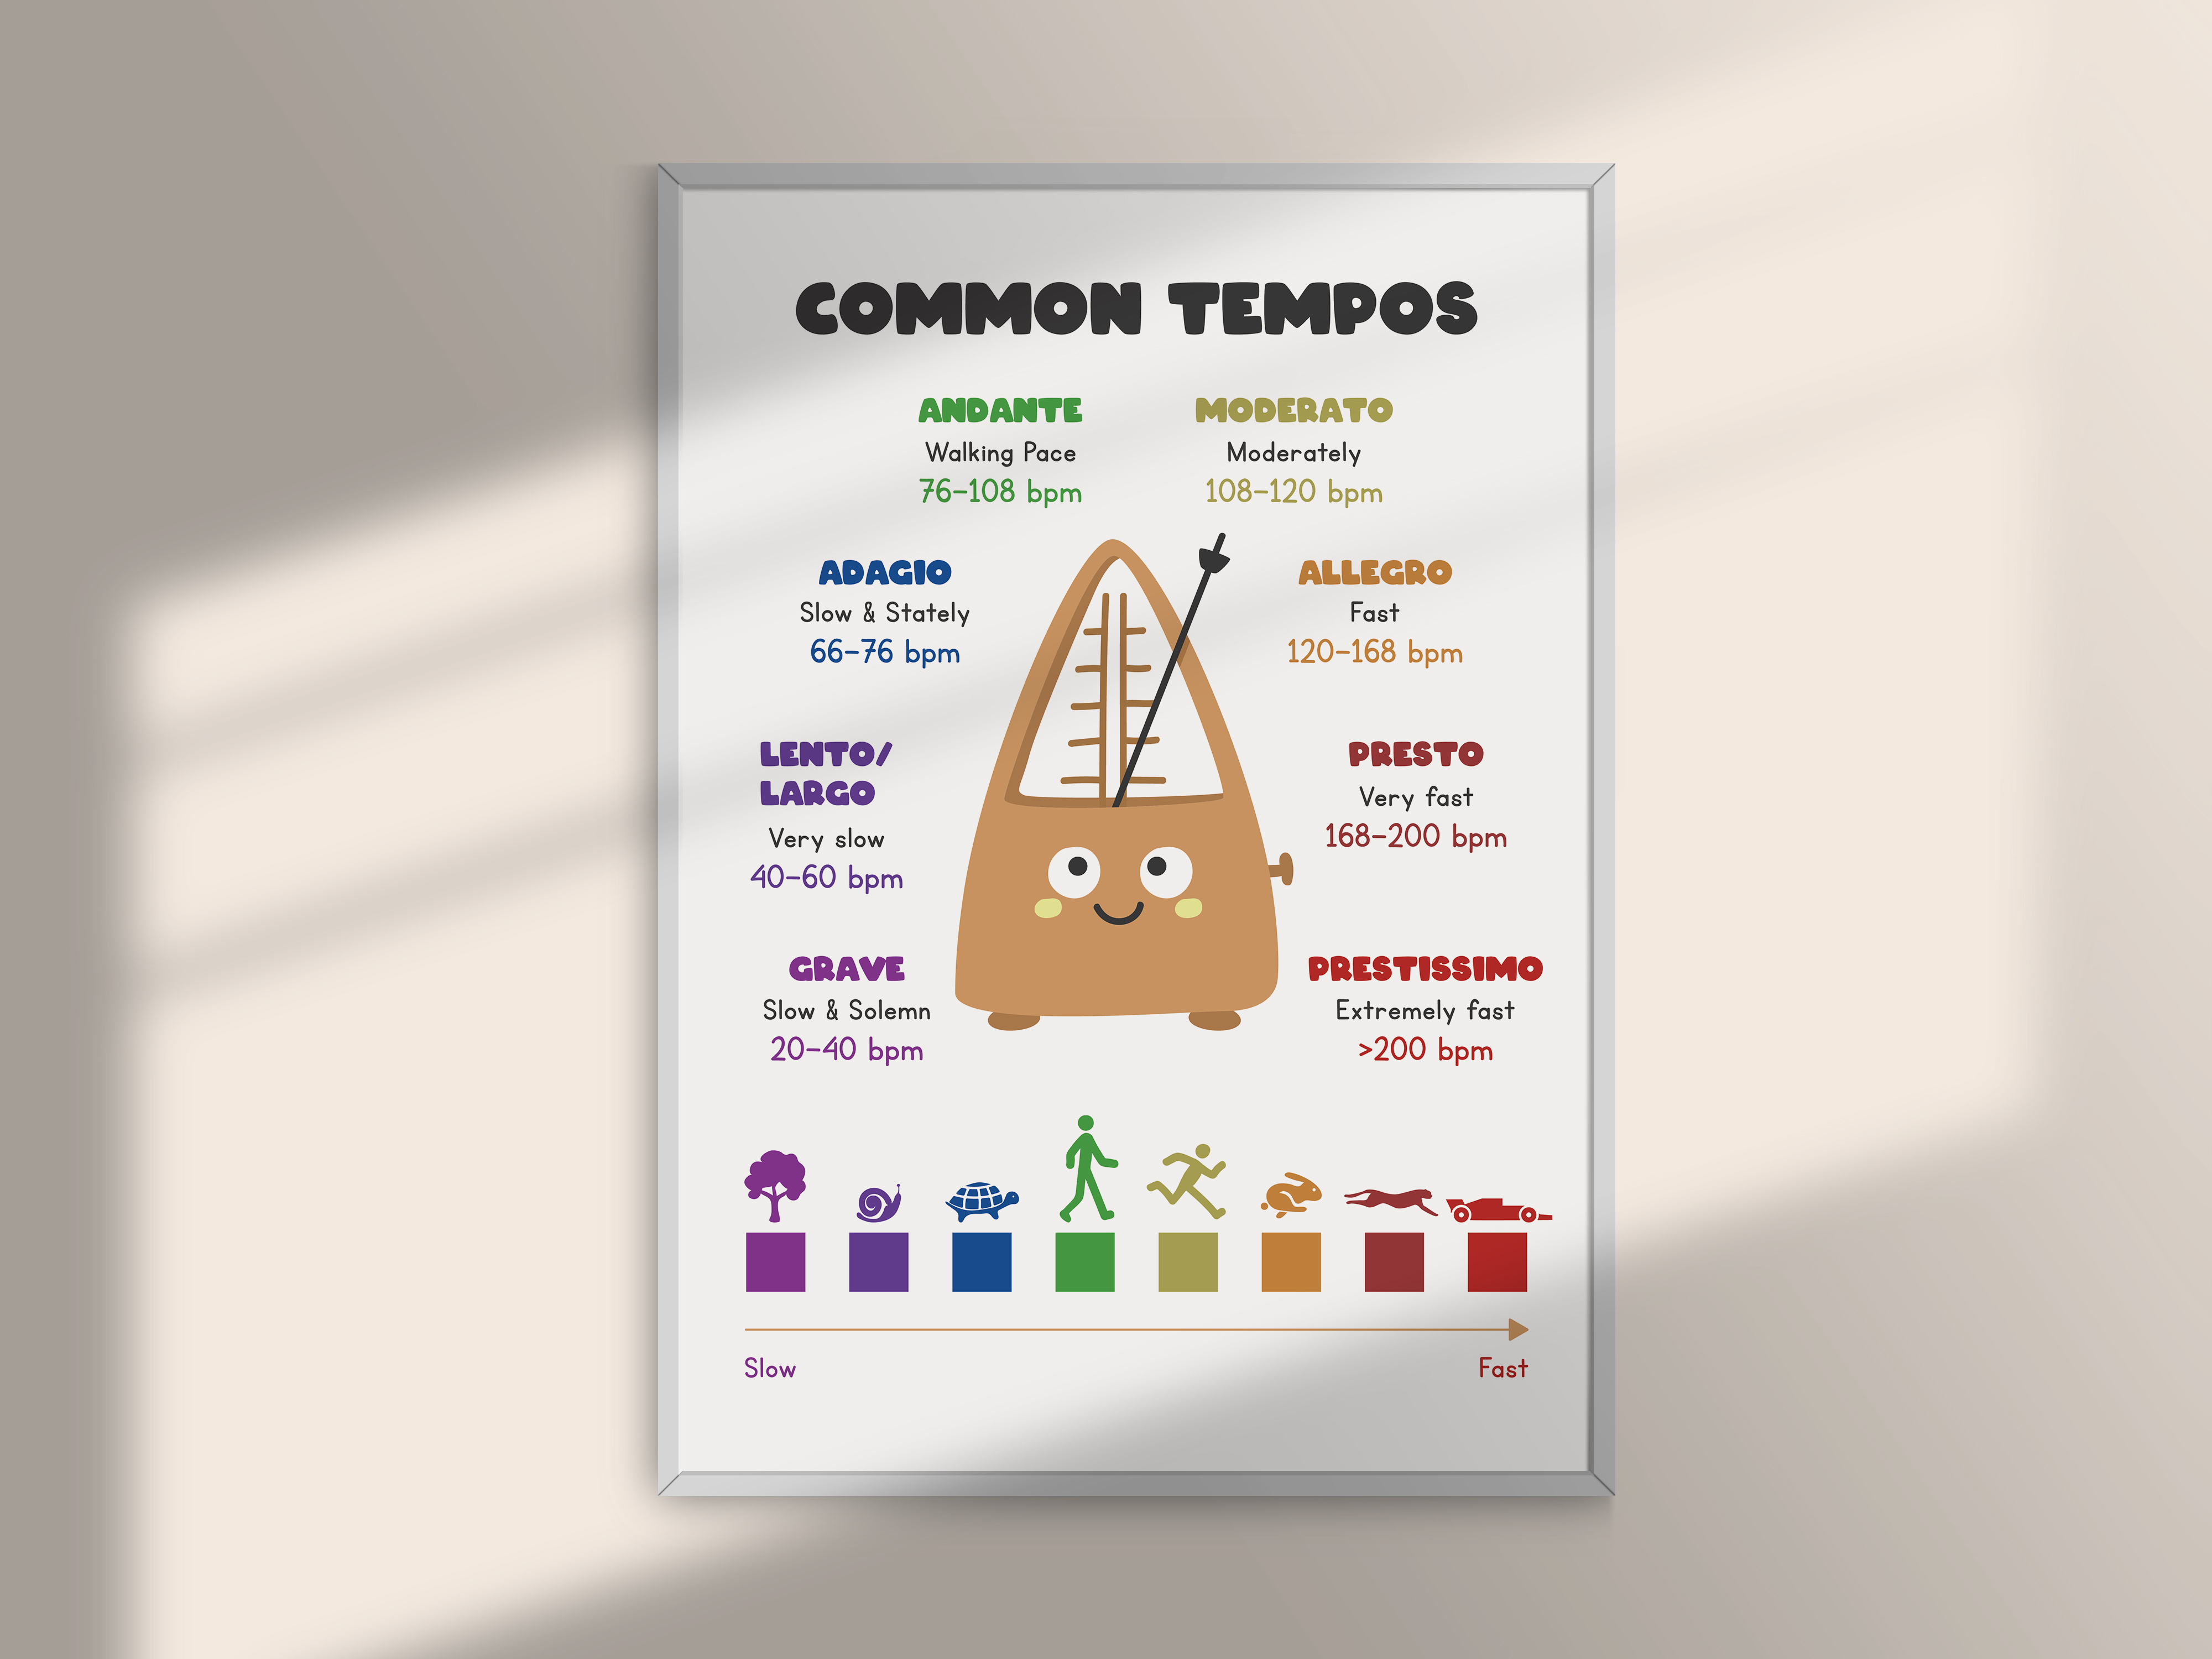 COMMON TEMPOS
ANDANTE
Walking Pace
76–108 bpm
MODERATO
Moderately
108–120 bpm
ADAGIO
Slow & Stately
66–76 bpm
ALLEGRO
Fast
120–168 bpm
LENTO/
LARGO
Very slow
40–60 bpm
PRESTO
Very fast
168–200 bpm
GRAVE
Slow & Solemn
20–40 bpm
PRESTISSIMO
Extremely fast
>200 bpm
Slow
Fast